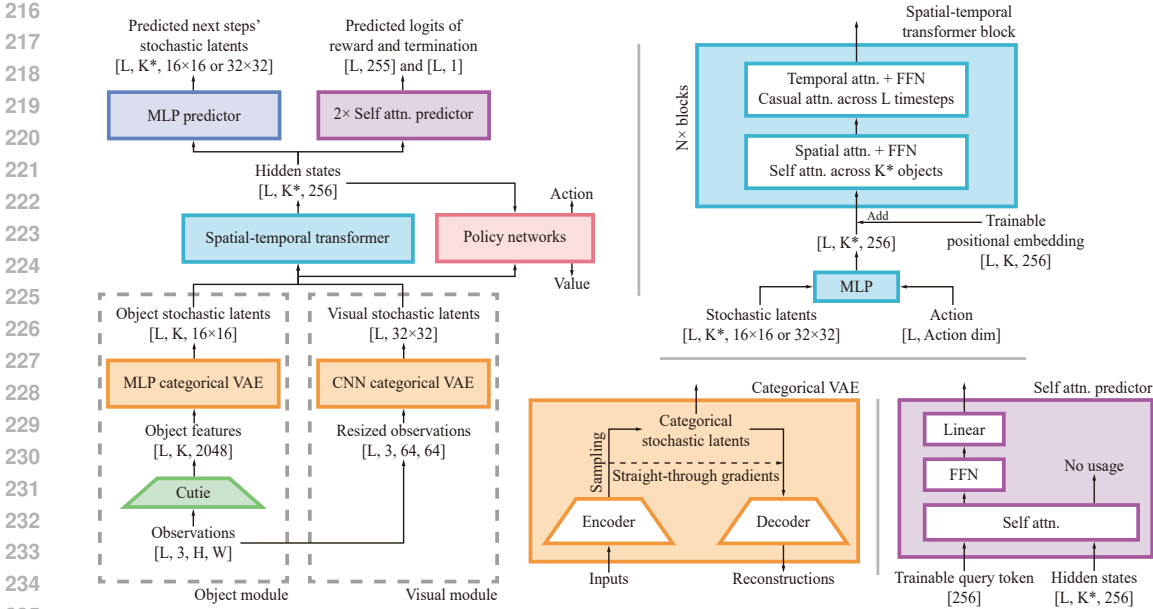 216
217
218
219
220
221
222
223
224
225
226
227
228
229
230
231
232
233
234
Predicted next steps'
stochastic latents
[L, K*, 16×16 or 32×32]
Predicted logits of
reward and termination
[L, 255] and [L, 1]
MLP predictor
2× Self attn. predictor
Hidden states
[L, K*, 256]
Action
Spatial-temporal transformer
Policy networks
Value
Object stochastic latents
[L, K, 16×16]
Visual stochastic latents
[L, 32×32]
MLP categorical VAE
CNN categorical VAE
Object features
[L, K, 2048]
Resized observations
[L, 3, 64, 64]
Cutie
Observations
[L, 3, H, W]
Object module
Visual module
Spatial-temporal
transformer block
N× blocks
Temporal attn. + FFN
Casual attn. across L timesteps
Spatial attn. + FFN
Self attn. across K* objects
Add
Trainable
positional embedding
[L, K, 256]
[L, K*, 256]
MLP
Stochastic latents
[L, K*, 16×16 or 32×32]
Action
[L, Action dim]
Categorical VAE
Categorical
stochastic latents
Sampling
Straight-through gradients
Encoder
Decoder
Inputs
Reconstructions
Self attn. predictor
Linear
FFN
No usage
Self attn.
Trainable query token
[256]
Hidden states
[L, K*, 256]